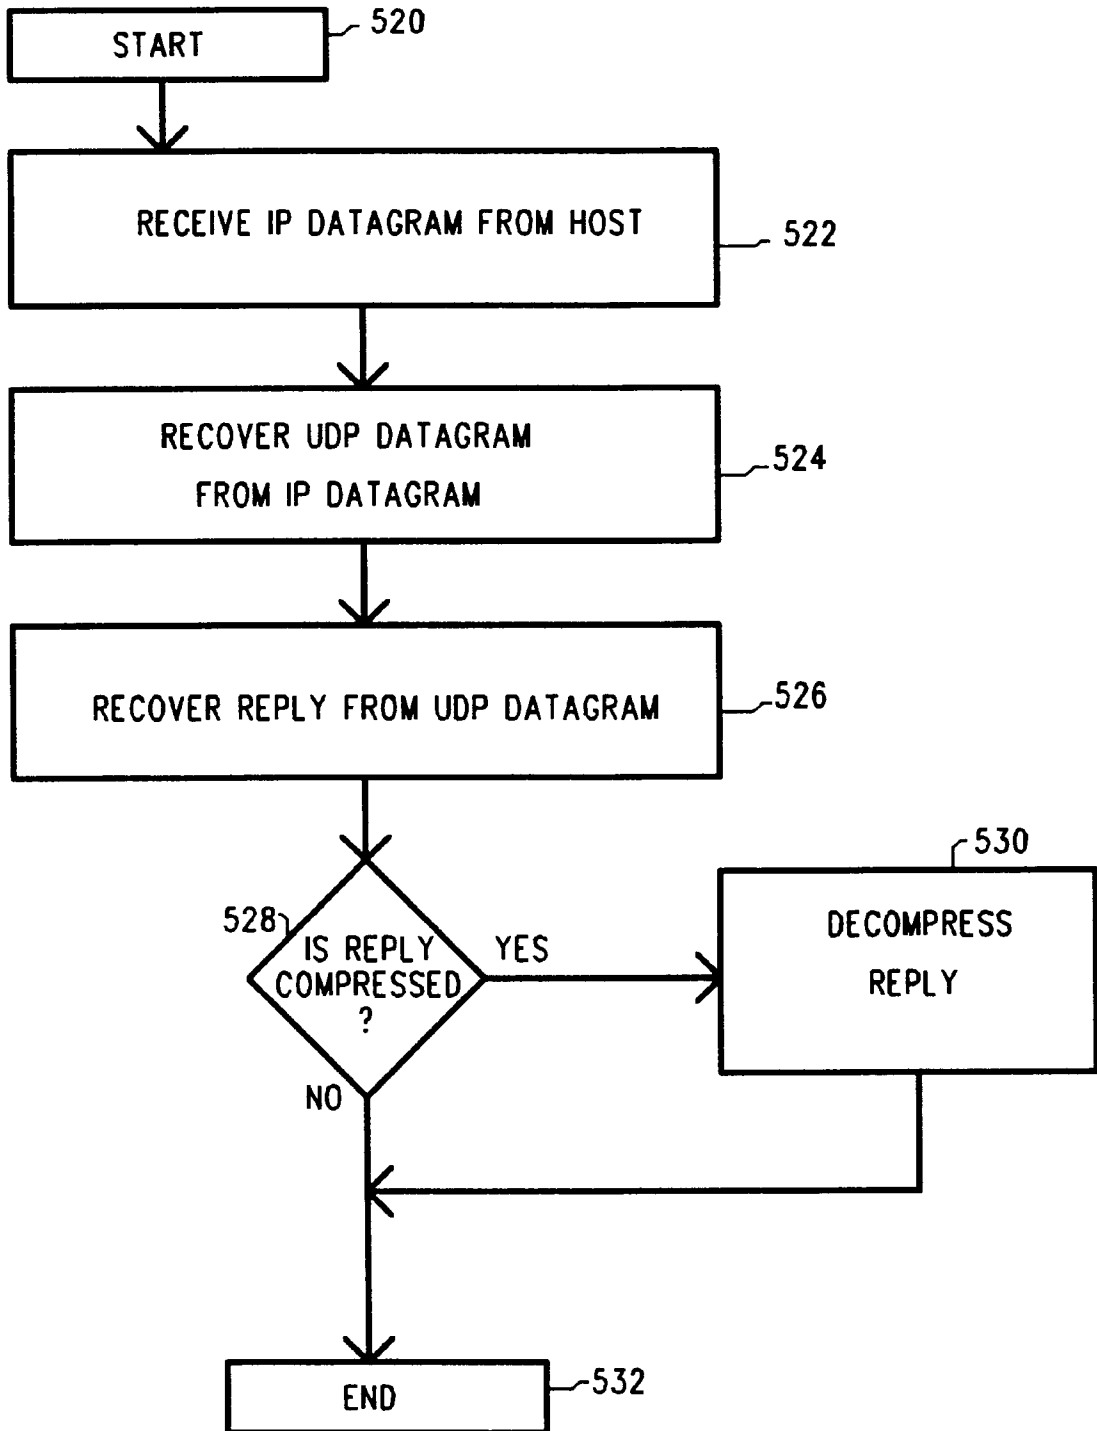 START
520
RECEIVE IP DATAGRAM FROM HOST
522
RECOVER UDP DATAGRAM
FROM IP DATAGRAM
524
RECOVER REPLY FROM UDP DATAGRAM
526
528
IS REPLY
COMPRESSED
?
YES
NO
530
DECOMPRESS
REPLY
END
532